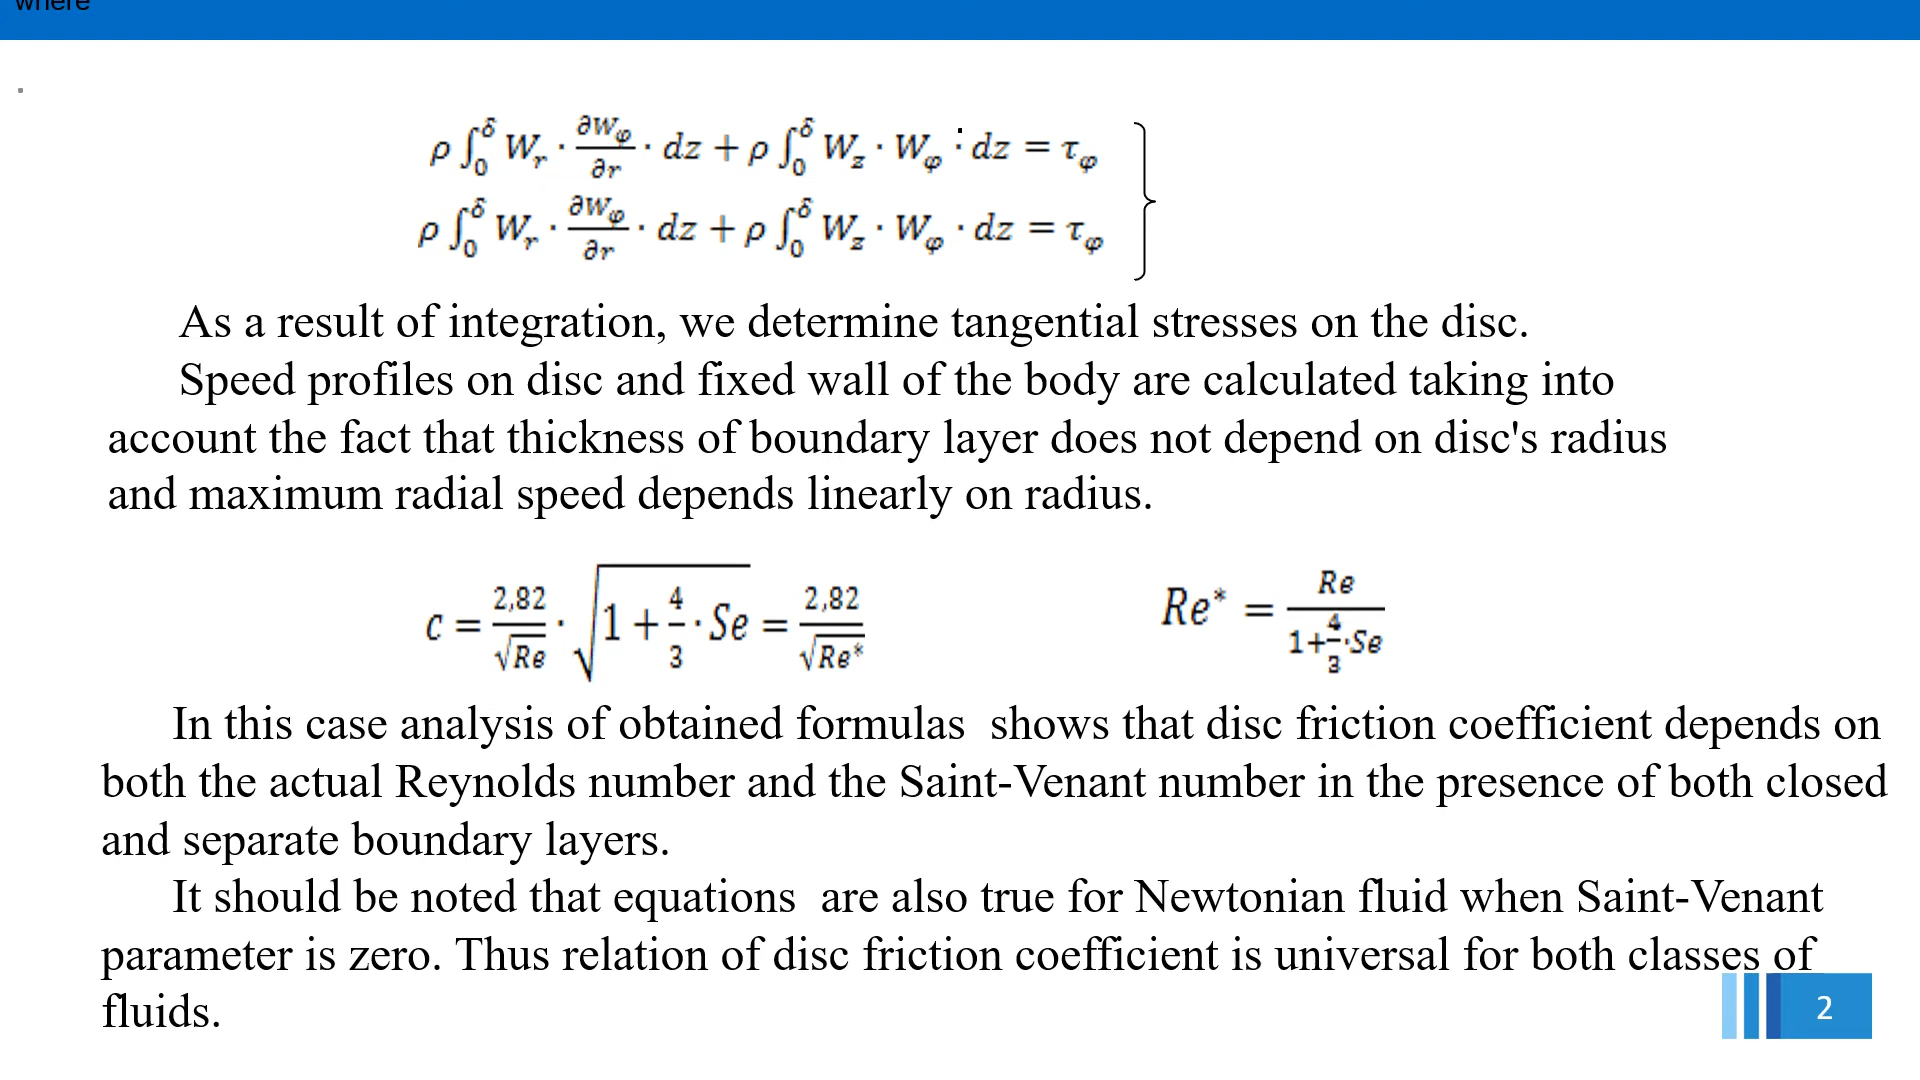 where
.
ρ ∫₀^δ W_r · ∂W_φ/∂r · dz + ρ ∫₀^δ W_z · W_φ · dz = τ_φ
ρ ∫₀^δ W_r · ∂W_φ/∂r · dz + ρ ∫₀^δ W_z · W_φ · dz = τ_φ
As a result of integration, we determine tangential stresses on the disc.
Speed profiles on disc and fixed wall of the body are calculated taking into
account the fact that thickness of boundary layer does not depend on disc's radius
and maximum radial speed depends linearly on radius.
c = 2,82/√Re · √(1 + 4/3 · Se) = 2,82/√Re* Re* = Re/(1+4/3·Se)
In this case analysis of obtained formulas shows that disc friction coefficient depends on
both the actual Reynolds number and the Saint-Venant number in the presence of both closed
and separate boundary layers.
It should be noted that equations are also true for Newtonian fluid when Saint-Venant
parameter is zero. Thus relation of disc friction coefficient is universal for both classes of
fluids.
2